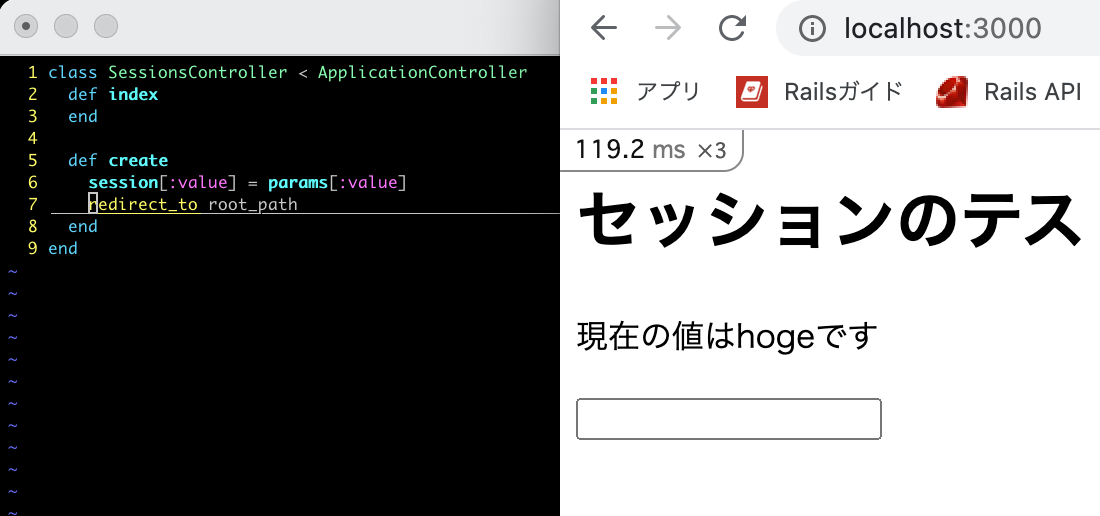 1 class SessionsController < ApplicationController
2   def index
3   end
4
5   def create
6     session[:value] = params[:value]
7     redirect_to root_path
8   end
9 end
~
~
~
~
~
~
~
~
~
~
~
~
localhost:3000
アプリ Railsガイド Rails API
119.2 ms ×3
セッションのテス
現在の値はhogeです